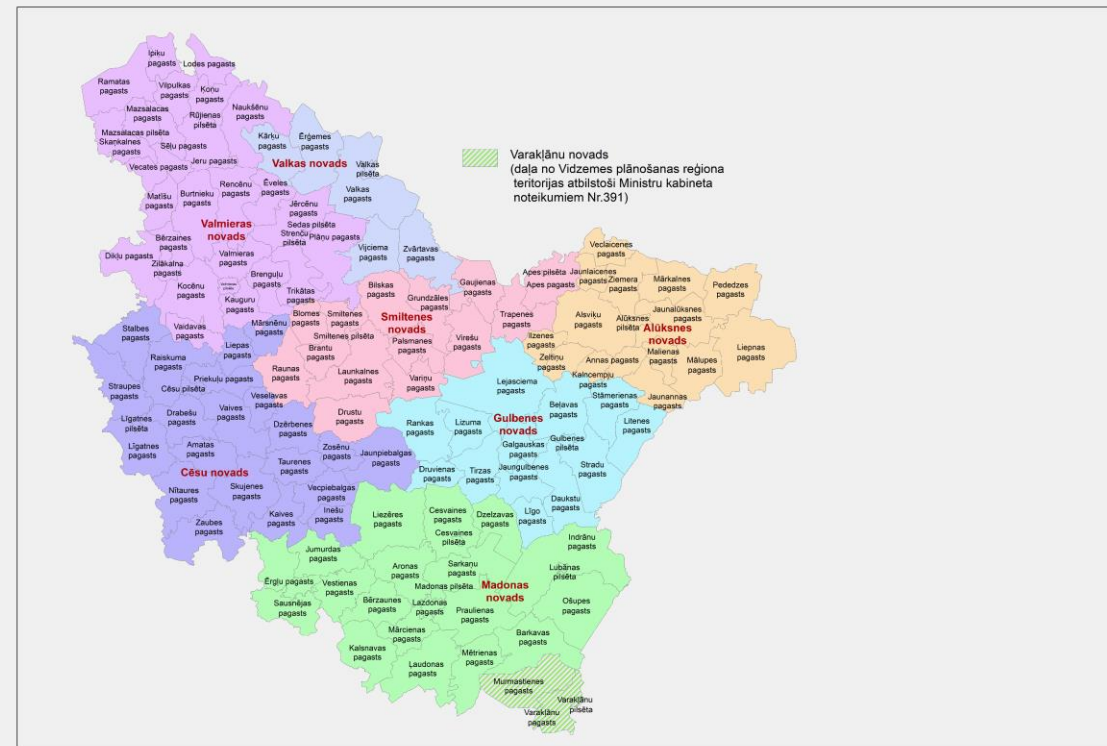 Ipiķu
pagasts
Lodes pagasts
Ramatas
pagasts
Vilpulkas
pagasts
Koņu
pagasts
Naukšēnu
pagasts
Mazsalacas
pagasts
Rūjienas
pilsēta
Mazsalacas pilsēta
Skaņkalnes
pagasts
Sēļu pagasts
Vecates pagasts
Jeru pagasts
Kārķu
pagasts
Ērģemes
pagasts
Valkas novads
Valkas
pilsēta
Valkas
pagasts
Varakļānu novads
(daļa no Vidzemes plānošanas reģiona
teritorijas atbilstoši Ministru kabineta
noteikumiem Nr.391)
Matīšu
pagasts
Burtnieku
pagasts
Rencēnu
pagasts
Ēveles
pagasts
Jērcēnu
pagasts
Valmieras
novads
Sedas pilsēta
Strenču
pilsēta
Plāņu pagasts
Bērzaines
pagasts
Dikļu pagasts
Zilākalna
pagasts
Valmieras
pagasts
Vijciema
pagasts
Zvārtavas
pagasts
Kocēnu
pagasts
Brenguļu
pagasts
Kauguru
pagasts
Trikātas
pagasts
Vaidavas
pagasts
Bilskas
pagasts
Grundzāles
pagasts
Gaujienas
pagasts
Apes pilsēta
Apes pagasts
Trapenes
pagasts
Blomes
pagasts
Smiltenes
pagasts
Smiltenes
novads
Smiltenes pilsēta
Palsmanes
pagasts
Virešu
pagasts
Brantu
pagasts
Raunas
pagasts
Launkalnes
pagasts
Variņu
pagasts
Drustu
pagasts
Veclaicenes
pagasts
Jaunlaicenes
pagasts
Ziemera
pagasts
Mārkalnes
pagasts
Pededzes
pagasts
Alsviķu
pagasts
Alūksnes
pilsēta
Jaunalūksnes
pagasts
Alūksnes
novads
Ilzenes
pagasts
Zeltiņu
pagasts
Annas pagasts
Malienas
pagasts
Mālupes
pagasts
Liepnas
pagasts
Kalncempju
pagasts
Jaunannas
pagasts
Stalbes
pagasts
Mārsnēnu
pagasts
Liepas
pagasts
Raiskuma
pagasts
Priekuļu pagasts
Straupes
pagasts
Cēsu pilsēta
Veselavas
pagasts
Līgatnes
pilsēta
Drabešu
pagasts
Vaives
pagasts
Dzērbenes
pagasts
Līgatnes
pagasts
Amatas
pagasts
Zosēnu
pagasts
Jaunpiebalgas
pagasts
Cēsu novads
Taurenes
pagasts
Nītaures
pagasts
Skujenes
pagasts
Vecpiebalgas
pagasts
Zaubes
pagasts
Kaives
pagasts
Inešu
pagasts
Lejasciema
pagasts
Stāmerienas
pagasts
Beļavas
pagasts
Litenes
pagasts
Rankas
pagasts
Lizuma
pagasts
Gulbenes
novads
Galgauskas
pagasts
Gulbenes
pilsēta
Druvienas
pagasts
Tirzas
pagasts
Jaungulbenes
pagasts
Stradu
pagasts
Līgo
pagasts
Daukstu
pagasts
Liezēres
pagasts
Cesvaines
pagasts
Dzelzavas
pagasts
Cesvaines
pilsēta
Indrānu
pagasts
Jumurdas
pagasts
Aronas
pagasts
Sarkaņu
pagasts
Lubānas
pilsēta
Ērgļu pagasts
Vestienas
pagasts
Madonas pilsēta
Madonas
novads
Sausnējas
pagasts
Bērzaunes
pagasts
Lazdonas
pagasts
Praulienas
pagasts
Ošupes
pagasts
Mārcienas
pagasts
Barkavas
pagasts
Kalsnavas
pagasts
Mētrienas
pagasts
Ļaudonas
pagasts
Murmastienes
pagasts
Varakļānu
pilsēta
Varakļānu
pagasts